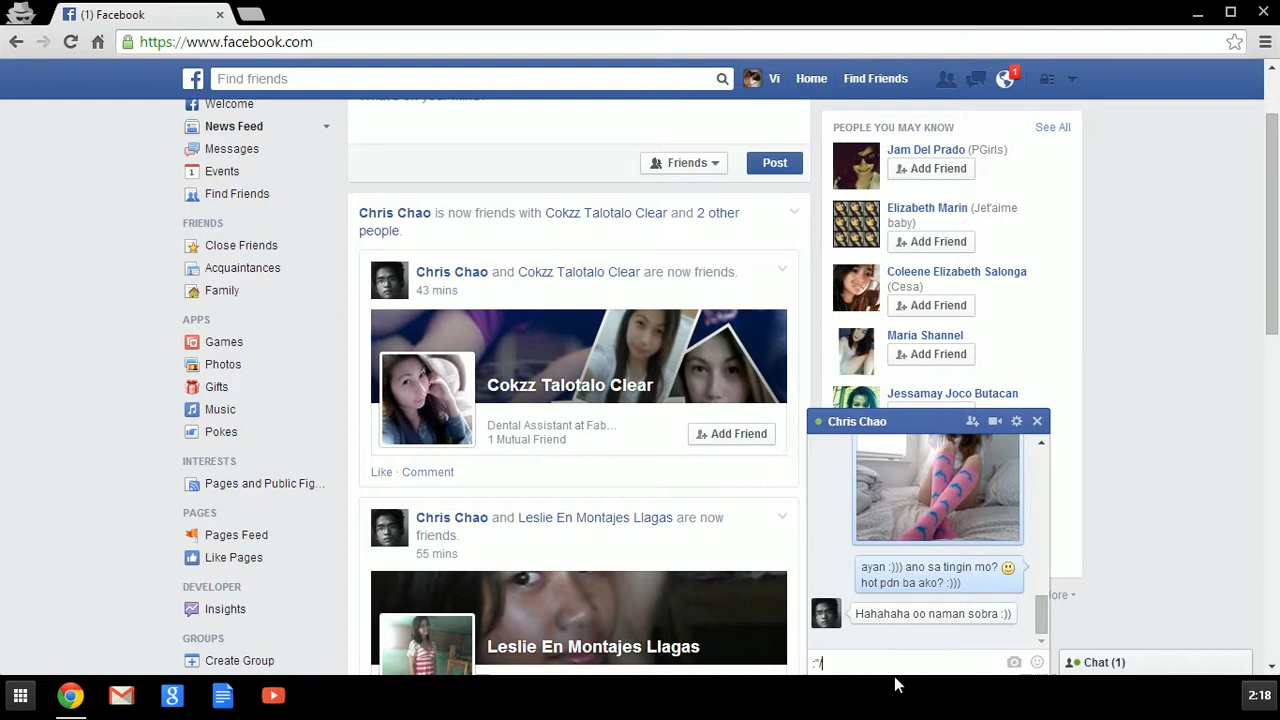 (1) Facebook
https://www.facebook.com
Find friends
Vi
Home
Find Friends
1
Welcome
News Feed
Messages
1
Events
Find Friends
FRIENDS
Close Friends
Acquaintances
Family
APPS
Games
Photos
Gifts
Music
Pokes
INTERESTS
Pages and Public Fig...
PAGES
Pages Feed
Like Pages
DEVELOPER
Insights
GROUPS
Create Group
What's on your mind?
Friends
Post
Chris Chao is now friends with Cokzz Talotalo Clear and 2 other
people.
Chris Chao and Cokzz Talotalo Clear are now friends.
43 mins
Cokzz Talotalo Clear
Dental Assistant at Fab...
1 Mutual Friend
Add Friend
Like · Comment
Chris Chao and Leslie En Montajes Llagas are now
friends.
55 mins
Leslie En Montajes Llagas
PEOPLE YOU MAY KNOW
See All
Jam Del Prado (PGirls)
Add Friend
Elizabeth Marin (Jet'aime
baby)
Add Friend
Coleene Elizabeth Salonga
(Cesa)
Add Friend
Maria Shannel
Add Friend
Jessamay Joco Butacan
Chris Chao
ayan :))) ano sa tingin mo?
hot pdn ba ako? :)))
Hahahaha oo naman sobra :))
:"/
Chat (1)
2:18